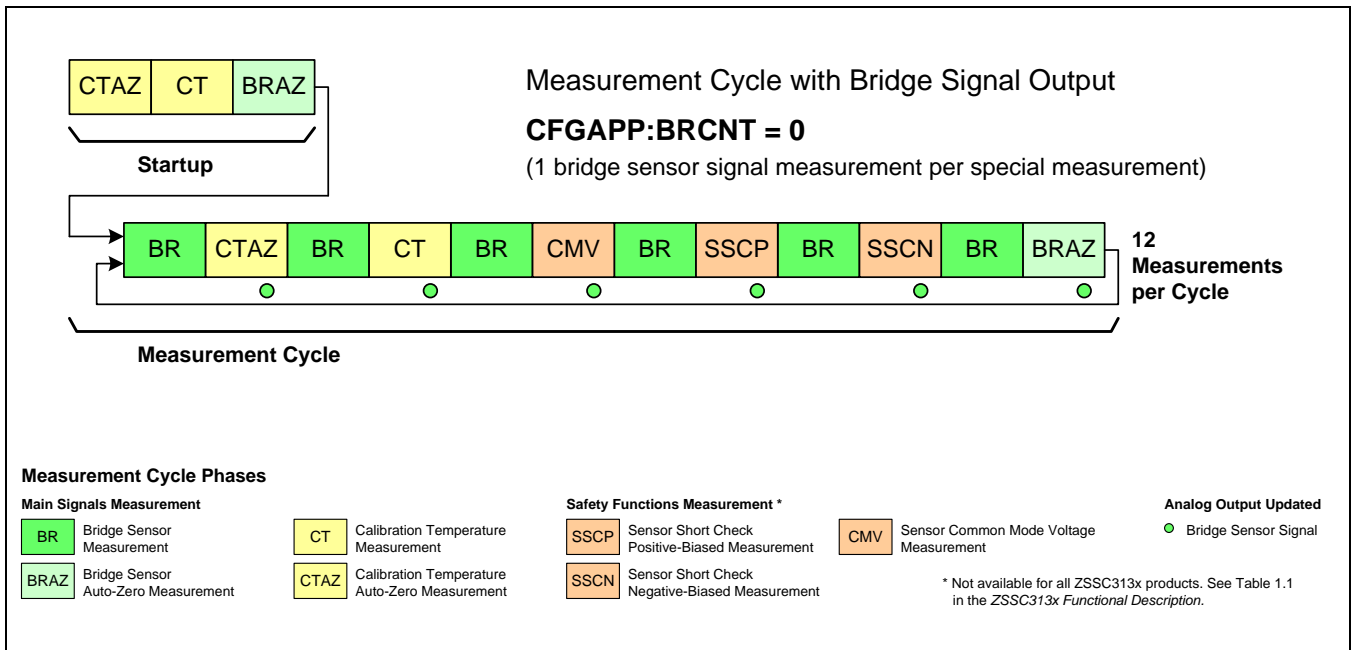 CTAZ CT BRAZ
Startup
Measurement Cycle with Bridge Signal Output
CFGAPP:BRCNT = 0
(1 bridge sensor signal measurement per special measurement)
BR CTAZ BR CT BR CMV BR SSCP BR SSCN BR BRAZ
12
Measurements
per Cycle
Measurement Cycle
Measurement Cycle Phases
Main Signals Measurement
BR
Bridge Sensor
Measurement
BRAZ
Bridge Sensor
Auto-Zero Measurement
CT
Calibration Temperature
Measurement
CTAZ
Calibration Temperature
Auto-Zero Measurement
Safety Functions Measurement *
SSCP
Sensor Short Check
Positive-Biased Measurement
SSCN
Sensor Short Check
Negative-Biased Measurement
CMV
Sensor Common Mode Voltage
Measurement
Analog Output Updated
Bridge Sensor Signal
* Not available for all ZSSC313x products. See Table 1.1
in the ZSSC313x Functional Description.